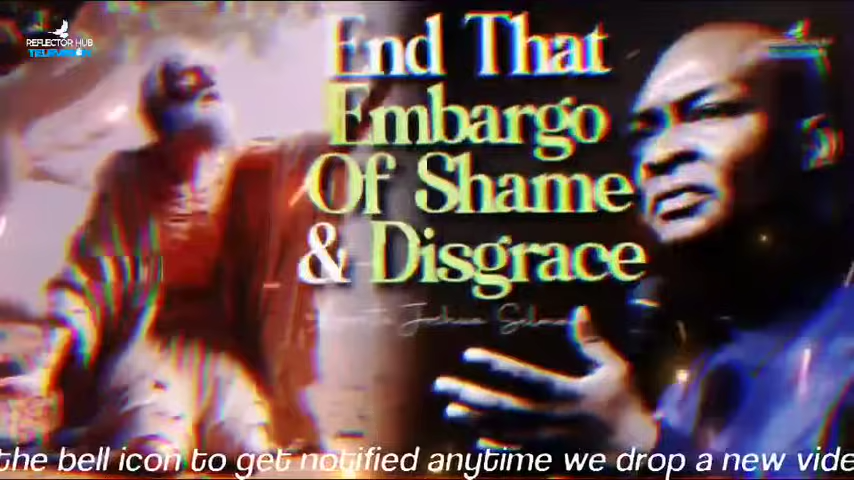 REFLECTOR HUB
TELEVISION
End That
Embargo
Of Shame
& Disgrace
the bell icon to get notified anytime we drop a new vide